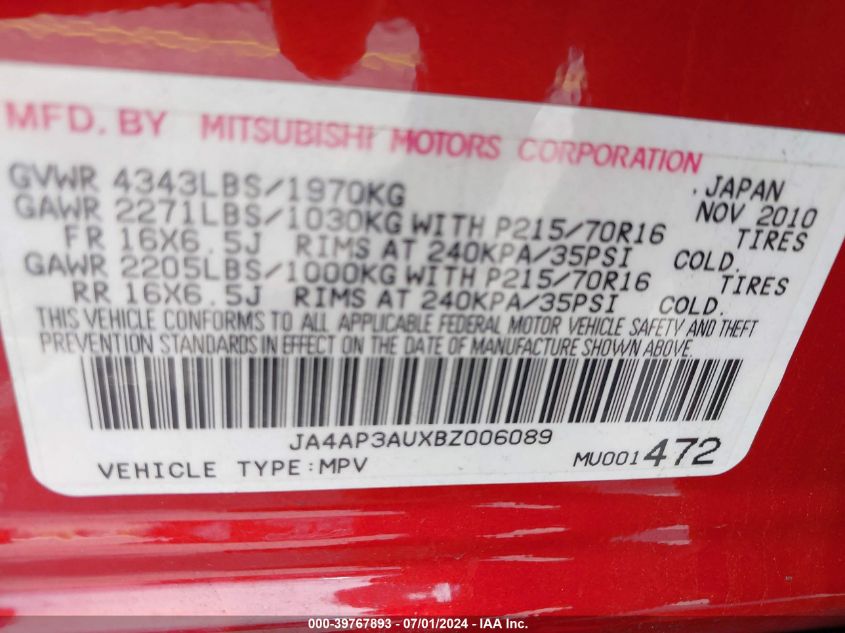 MFD. BY MITSUBISHI MOTORS CORPORATION
GVWR 4343LBS/1970KG , JAPAN
GAWR 2271LBS/1030KG WITH P215/70R16 NOV 2010
FR 16X6.5J RIMS AT 240KPA/35PSI TIRES COLD.
GAWR 2205LBS/1000KG WITH P215/70R16 TIRES
RR 16X6.5J RIMS AT 240KPA/35PSI COLD.
THIS VEHICLE CONFORMS TO ALL APPLICABLE FEDERAL MOTOR VEHICLE SAFETY AND THEFT
PREVENTION STANDARDS IN EFFECT ON THE DATE OF MANUFACTURE SHOWN ABOVE.
JA4AP3AUXBZ006089
VEHICLE TYPE:MPV MU001472
000-39767893 - 07/01/2024 - IAA Inc.